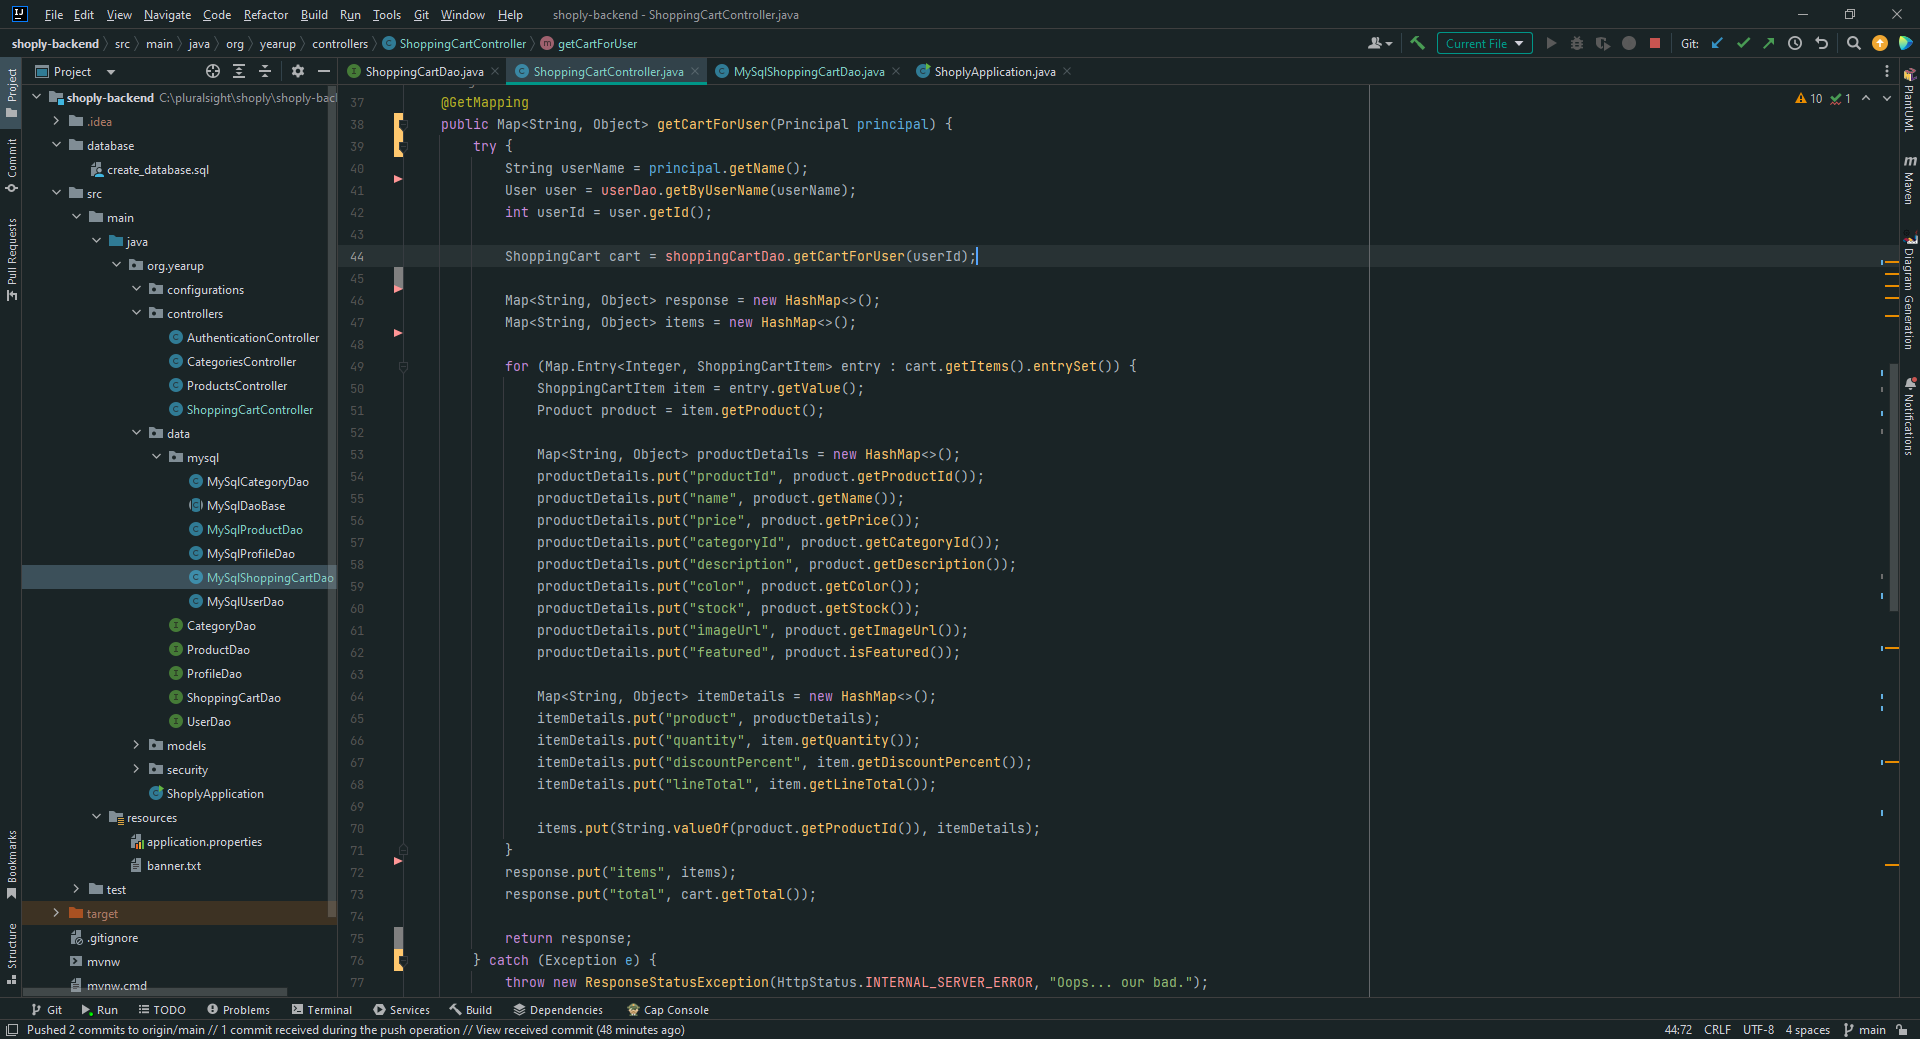 File Edit View Navigate Code Refactor Build Run Tools Git Window Help shoply-backend - ShoppingCartController.java
shoply-backend src main java org yearup controllers ShoppingCartController getCartForUser
Current File Git:
Project
ShoppingCartDao.java ShoppingCartController.java MySqlShoppingCartDao.java ShoplyApplication.java
Project
Commit
Pull Requests
Bookmarks
Structure
shoply-backend C:\pluralsight\shoply\shoply-bac
.idea
database
create_database.sql
src
main
java
org.yearup
configurations
controllers
AuthenticationController
CategoriesController
ProductsController
ShoppingCartController
data
mysql
MySqlCategoryDao
MySqlDaoBase
MySqlProductDao
MySqlProfileDao
MySqlShoppingCartDao
MySqlUserDao
CategoryDao
ProductDao
ProfileDao
ShoppingCartDao
UserDao
models
security
ShoplyApplication
resources
application.properties
banner.txt
test
target
.gitignore
mvnw
mvnw.cmd
10 1
37 @GetMapping
38 public Map<String, Object> getCartForUser(Principal principal) {
39 try {
40 String userName = principal.getName();
41 User user = userDao.getByUserName(userName);
42 int userId = user.getId();
43
44 ShoppingCart cart = shoppingCartDao.getCartForUser(userId);
45
46 Map<String, Object> response = new HashMap<>();
47 Map<String, Object> items = new HashMap<>();
48
49 for (Map.Entry<Integer, ShoppingCartItem> entry : cart.getItems().entrySet()) {
50 ShoppingCartItem item = entry.getValue();
51 Product product = item.getProduct();
52
53 Map<String, Object> productDetails = new HashMap<>();
54 productDetails.put("productId", product.getProductId());
55 productDetails.put("name", product.getName());
56 productDetails.put("price", product.getPrice());
57 productDetails.put("categoryId", product.getCategoryId());
58 productDetails.put("description", product.getDescription());
59 productDetails.put("color", product.getColor());
60 productDetails.put("stock", product.getStock());
61 productDetails.put("imageUrl", product.getImageUrl());
62 productDetails.put("featured", product.isFeatured());
63
64 Map<String, Object> itemDetails = new HashMap<>();
65 itemDetails.put("product", productDetails);
66 itemDetails.put("quantity", item.getQuantity());
67 itemDetails.put("discountPercent", item.getDiscountPercent());
68 itemDetails.put("lineTotal", item.getLineTotal());
69
70 items.put(String.valueOf(product.getProductId()), itemDetails);
71 }
72 response.put("items", items);
73 response.put("total", cart.getTotal());
74
75 return response;
76 } catch (Exception e) {
77 throw new ResponseStatusException(HttpStatus.INTERNAL_SERVER_ERROR, "Oops... our bad.");
PlantUML
Maven
Diagram Generation
Notifications
Git Run TODO Problems Terminal Services Build Dependencies Cap Console
Pushed 2 commits to origin/main // 1 commit received during the push operation // View received commit (48 minutes ago) 44:72 CRLF UTF-8 4 spaces main